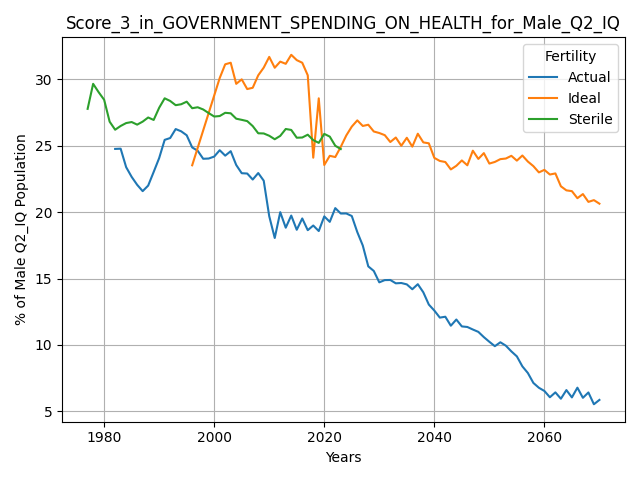 Score_3_in_GOVERNMENT_SPENDING_ON_HEALTH_for_Male_Q2_IQ
Fertility
Actual
Ideal
Sterile
% of Male Q2_IQ Population
30
25
20
15
10
5
1980 2000 2020 2040 2060
Years